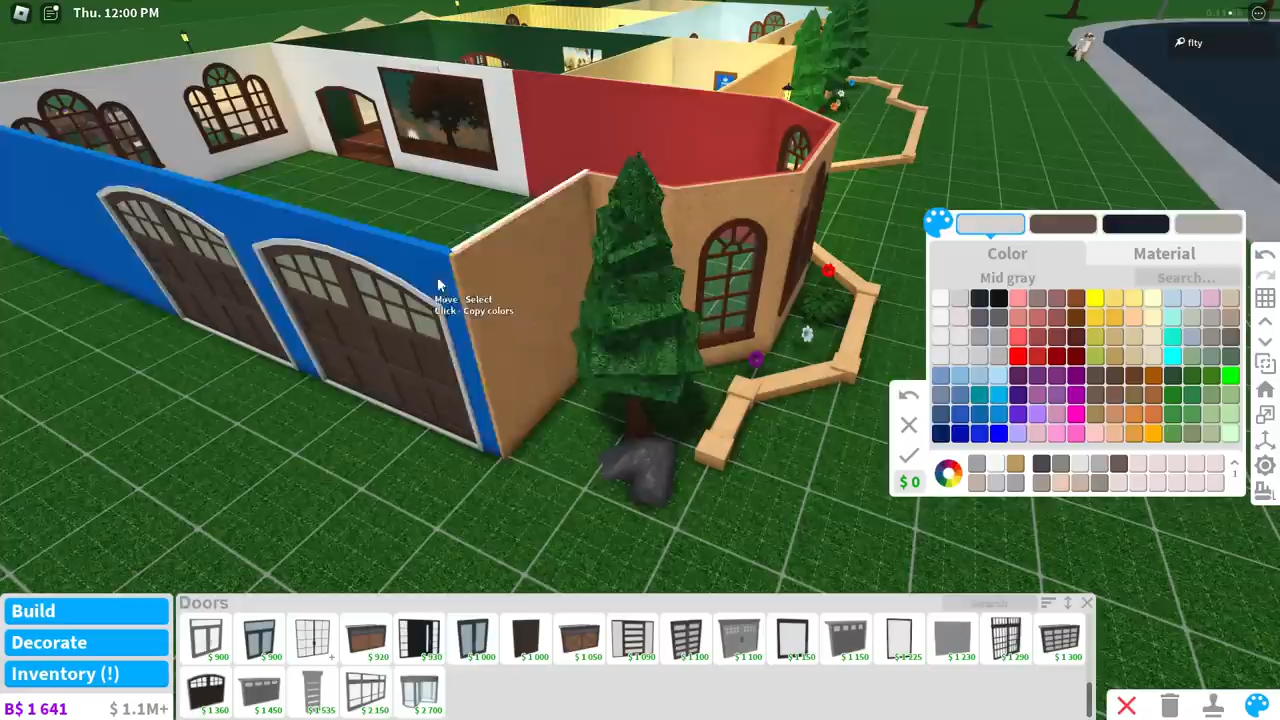 Thu. 12:00 PM
fity
Move - Select
Click - Copy colors
Color
Material
Mid gray
Search...
$ 0
1
Build
Decorate
Inventory (!)
B$ 1 641
$ 1.1M+
Doors
$ 900
$ 900
$ 920
$ 930
$ 1 000
$ 1 000
$ 1 050
$ 1 090
$ 1 100
$ 1 100
$ 1 150
$ 1 150
$ 1 230
$ 1 290
$ 1 300
$ 1 360
$ 1 450
$ 1 535
$ 2 150
$ 2 700